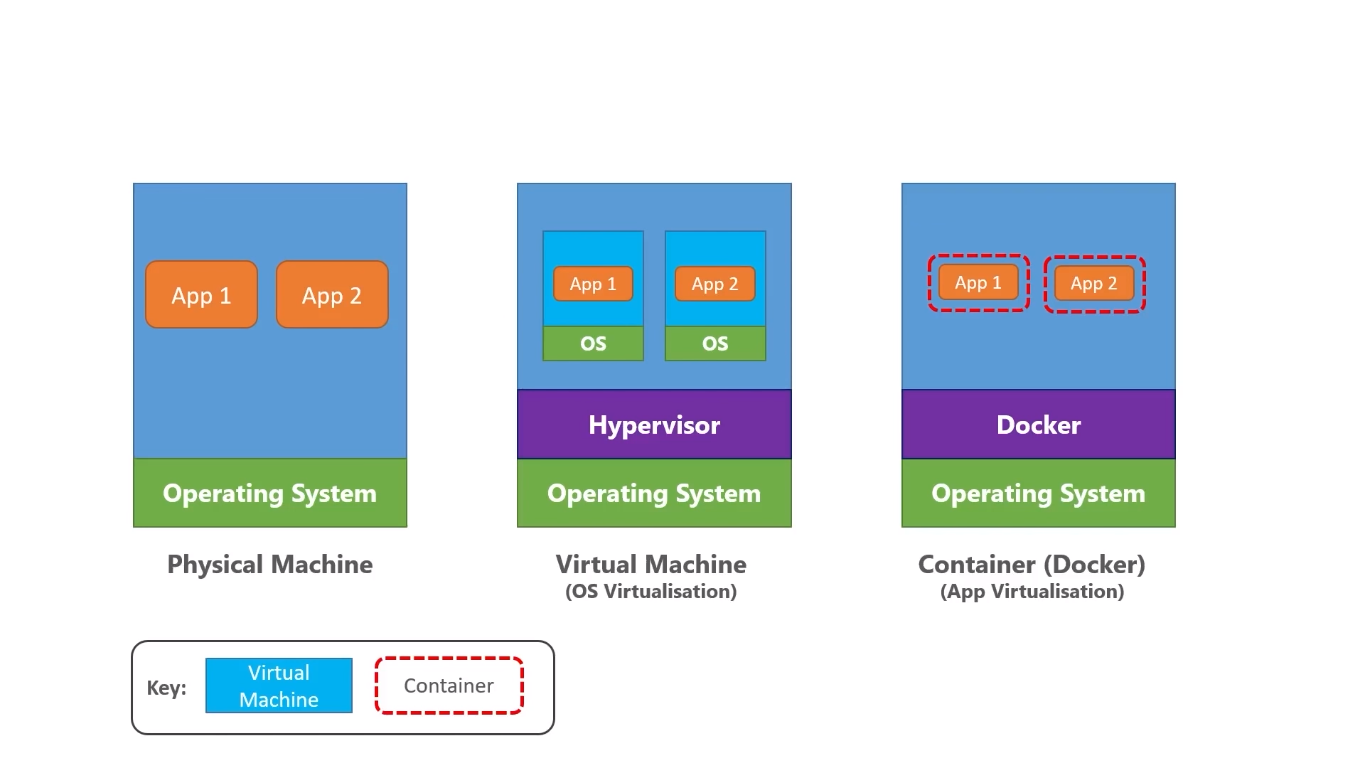 App 1
App 2
Operating System
Physical Machine
App 1
App 2
OS
OS
Hypervisor
Operating System
Virtual Machine
(OS Virtualisation)
App 1
App 2
Docker
Operating System
Container (Docker)
(App Virtualisation)
Key:
Virtual
Machine
Container